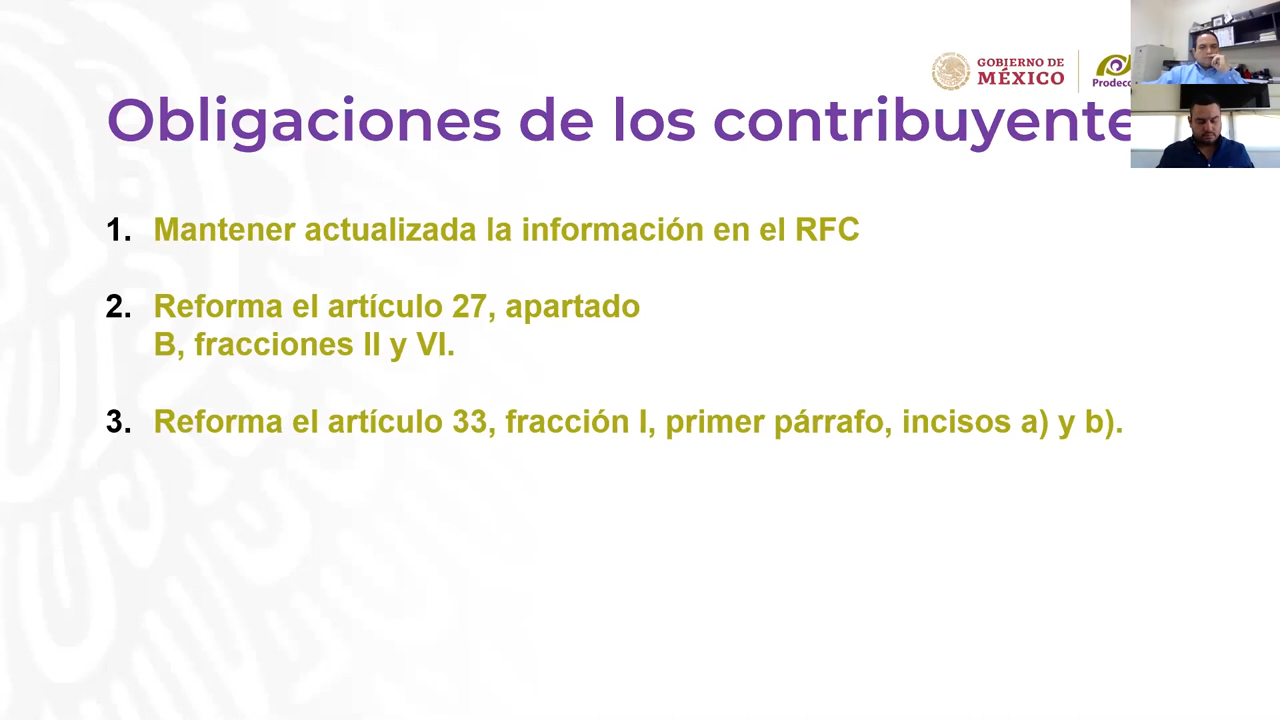 GOBIERNO DE
MÉXICO
Obligaciones de los contribuyente
1. Mantener actualizada la información en el RFC
2. Reforma el artículo 27, apartado
B, fracciones II y VI.
3. Reforma el artículo 33, fracción I, primer párrafo, incisos a) y b).